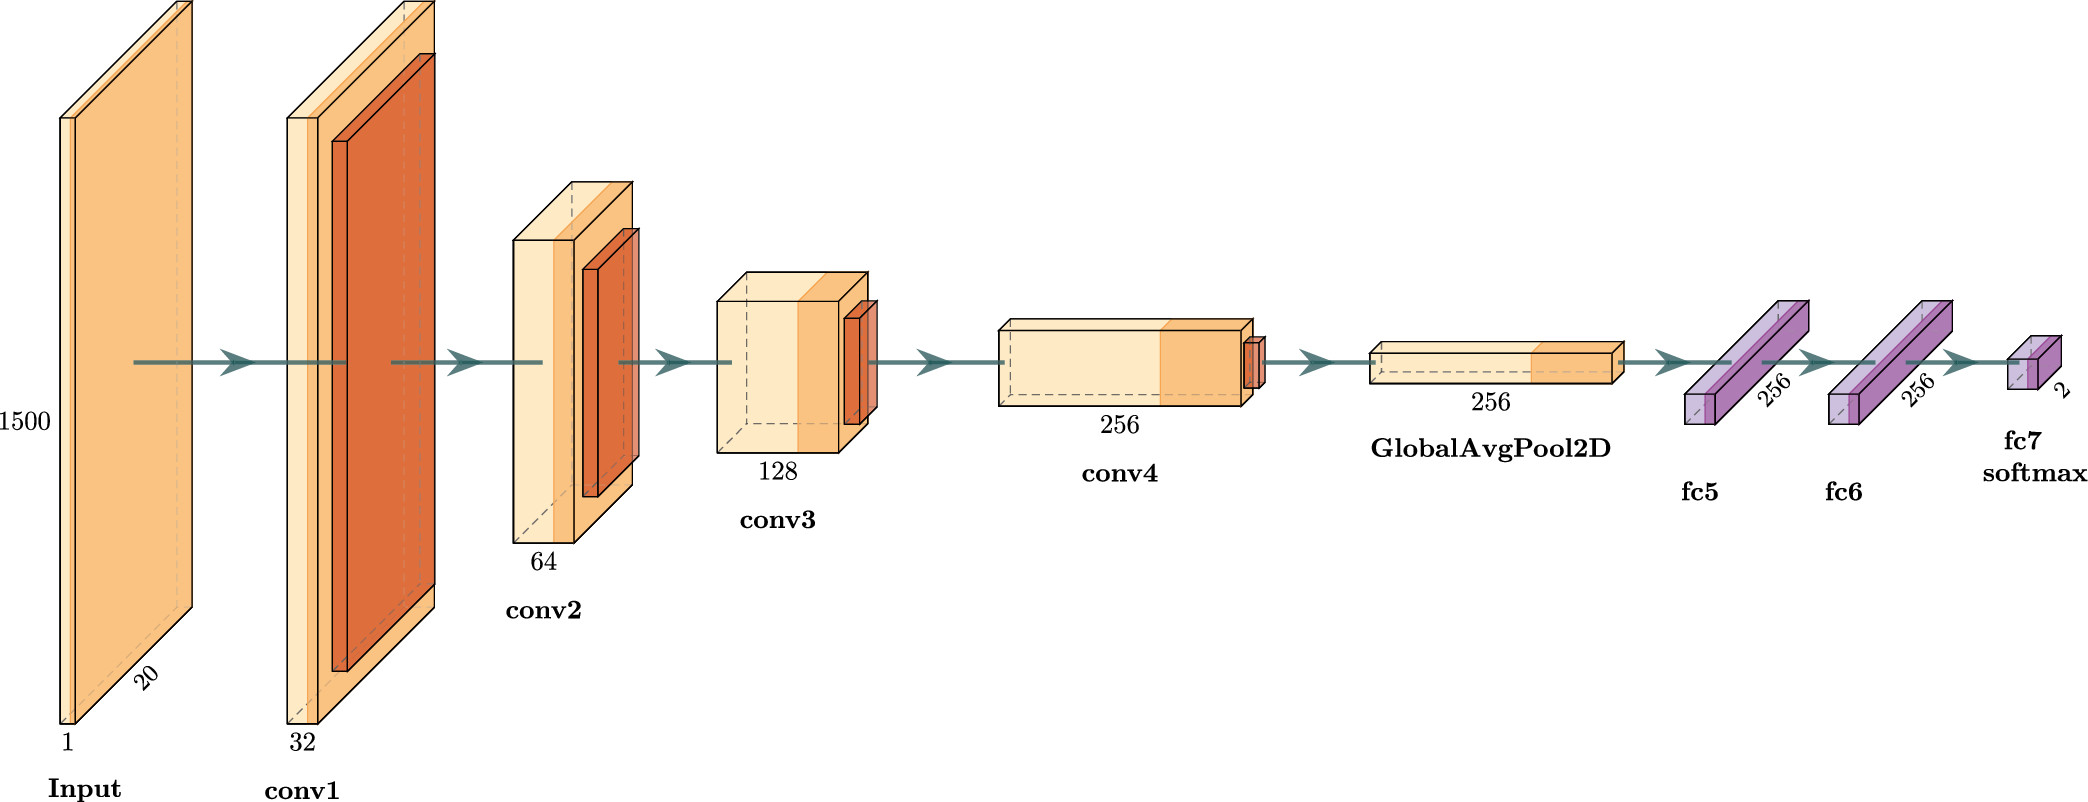 1500
20
1
Input
32
conv1
64
conv2
128
conv3
256
conv4
256
GlobalAvgPool2D
256
fc5
256
fc6
2
fc7
softmax